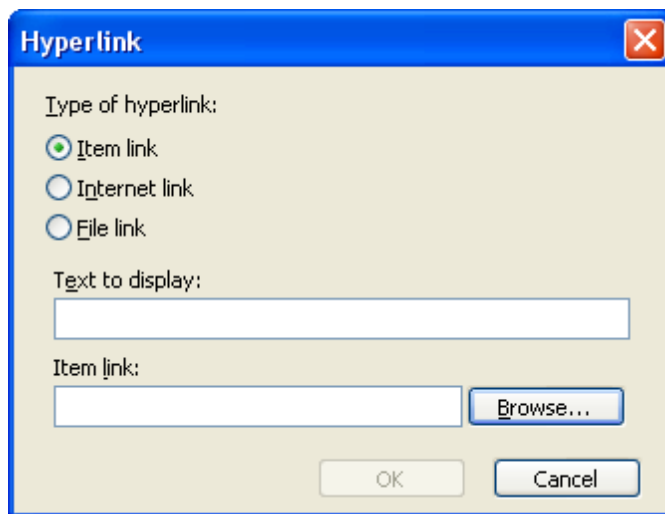 Hyperlink
Type of hyperlink:
Item link
Internet link
File link
Text to display:
Item link:
Browse...
OK
Cancel